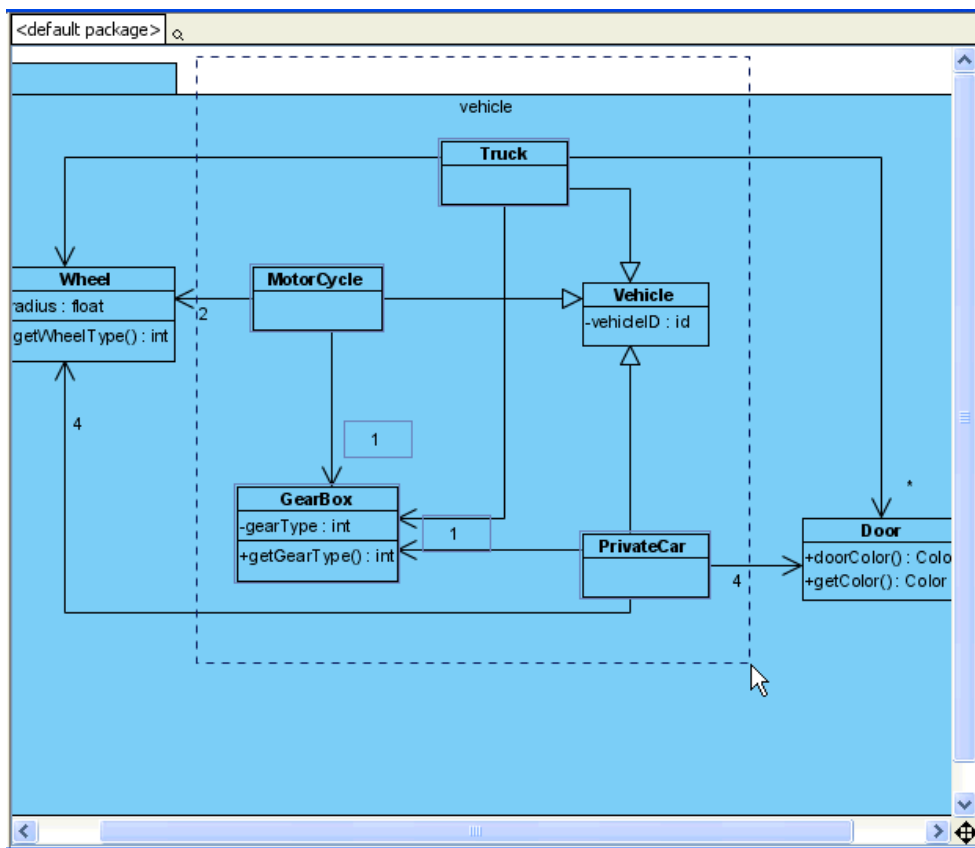 <default package>
vehicle
Truck
Wheel
radius : float
getWheelType() : int
MotorCycle
2
Vehicle
-vehicleID : id
4
1
GearBox
-gearType : int
+getGearType() : int
1
PrivateCar
4
*
Door
+doorColor() : Colo
+getColor() : Color